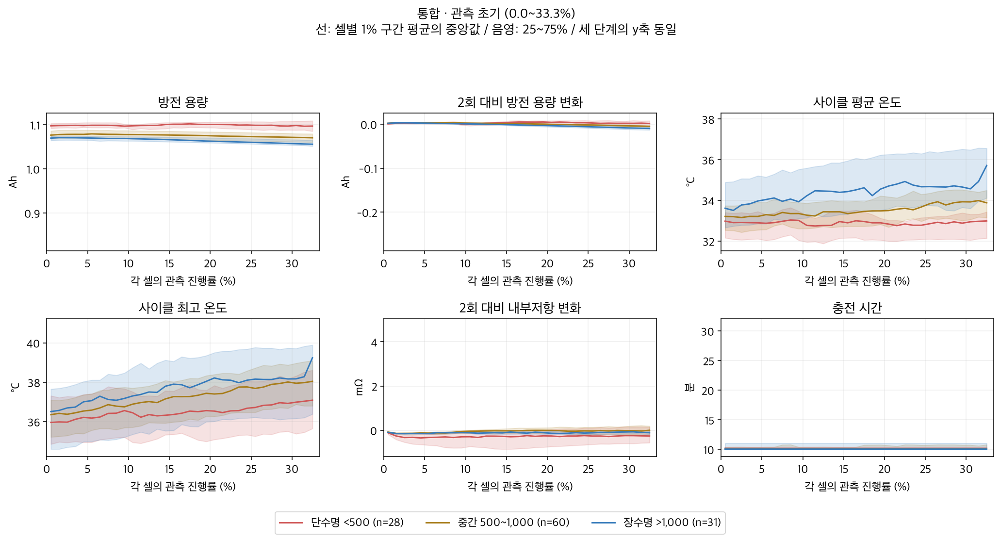 통합 · 관측 초기 (0.0~33.3%)
선: 셀별 1% 구간 평균의 중앙값 / 음영: 25~75% / 세 단계의 y축 동일
방전 용량
Ah
1.1
1.0
0.9
0 5 10 15 20 25 30
각 셀의 관측 진행률 (%)
2회 대비 방전 용량 변화
Ah
0.0
-0.1
-0.2
0 5 10 15 20 25 30
각 셀의 관측 진행률 (%)
사이클 평균 온도
℃
38
36
34
32
0 5 10 15 20 25 30
각 셀의 관측 진행률 (%)
사이클 최고 온도
℃
40
38
36
0 5 10 15 20 25 30
각 셀의 관측 진행률 (%)
2회 대비 내부저항 변화
mΩ
4
2
0
0 5 10 15 20 25 30
각 셀의 관측 진행률 (%)
충전 시간
분
30
25
20
15
10
0 5 10 15 20 25 30
각 셀의 관측 진행률 (%)
단수명 <500 (n=28)
중간 500~1,000 (n=60)
장수명 >1,000 (n=31)